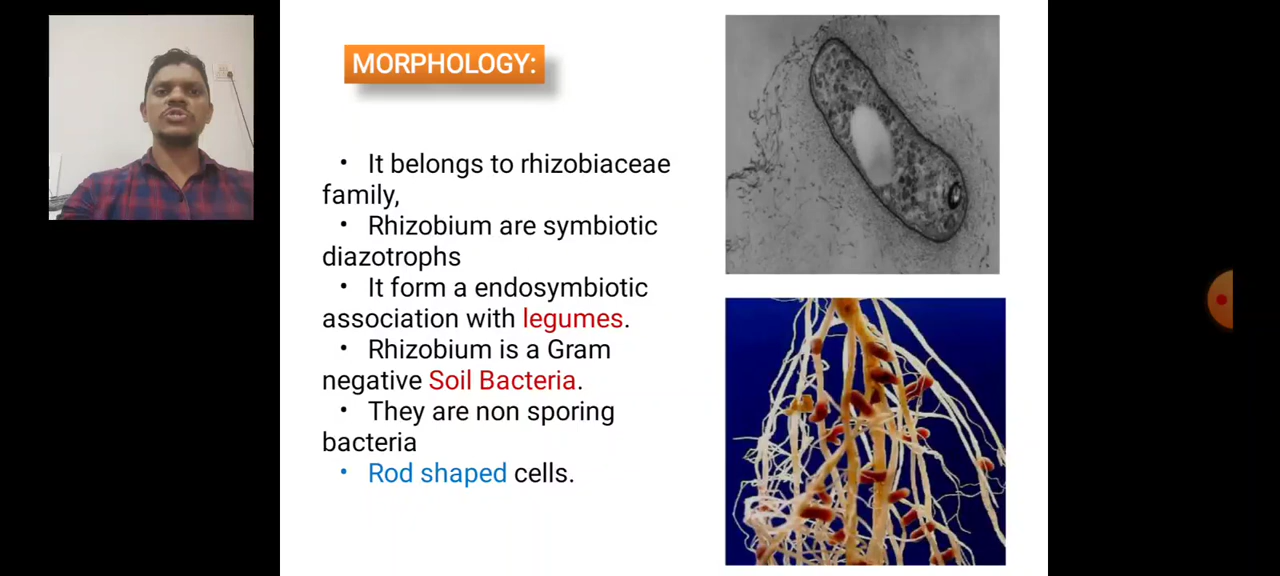 MORPHOLOGY:
• It belongs to rhizobiaceae
family,
• Rhizobium are symbiotic
diazotrophs
• It form a endosymbiotic
association with legumes.
• Rhizobium is a Gram
negative Soil Bacteria.
• They are non sporing
bacteria
• Rod shaped cells.